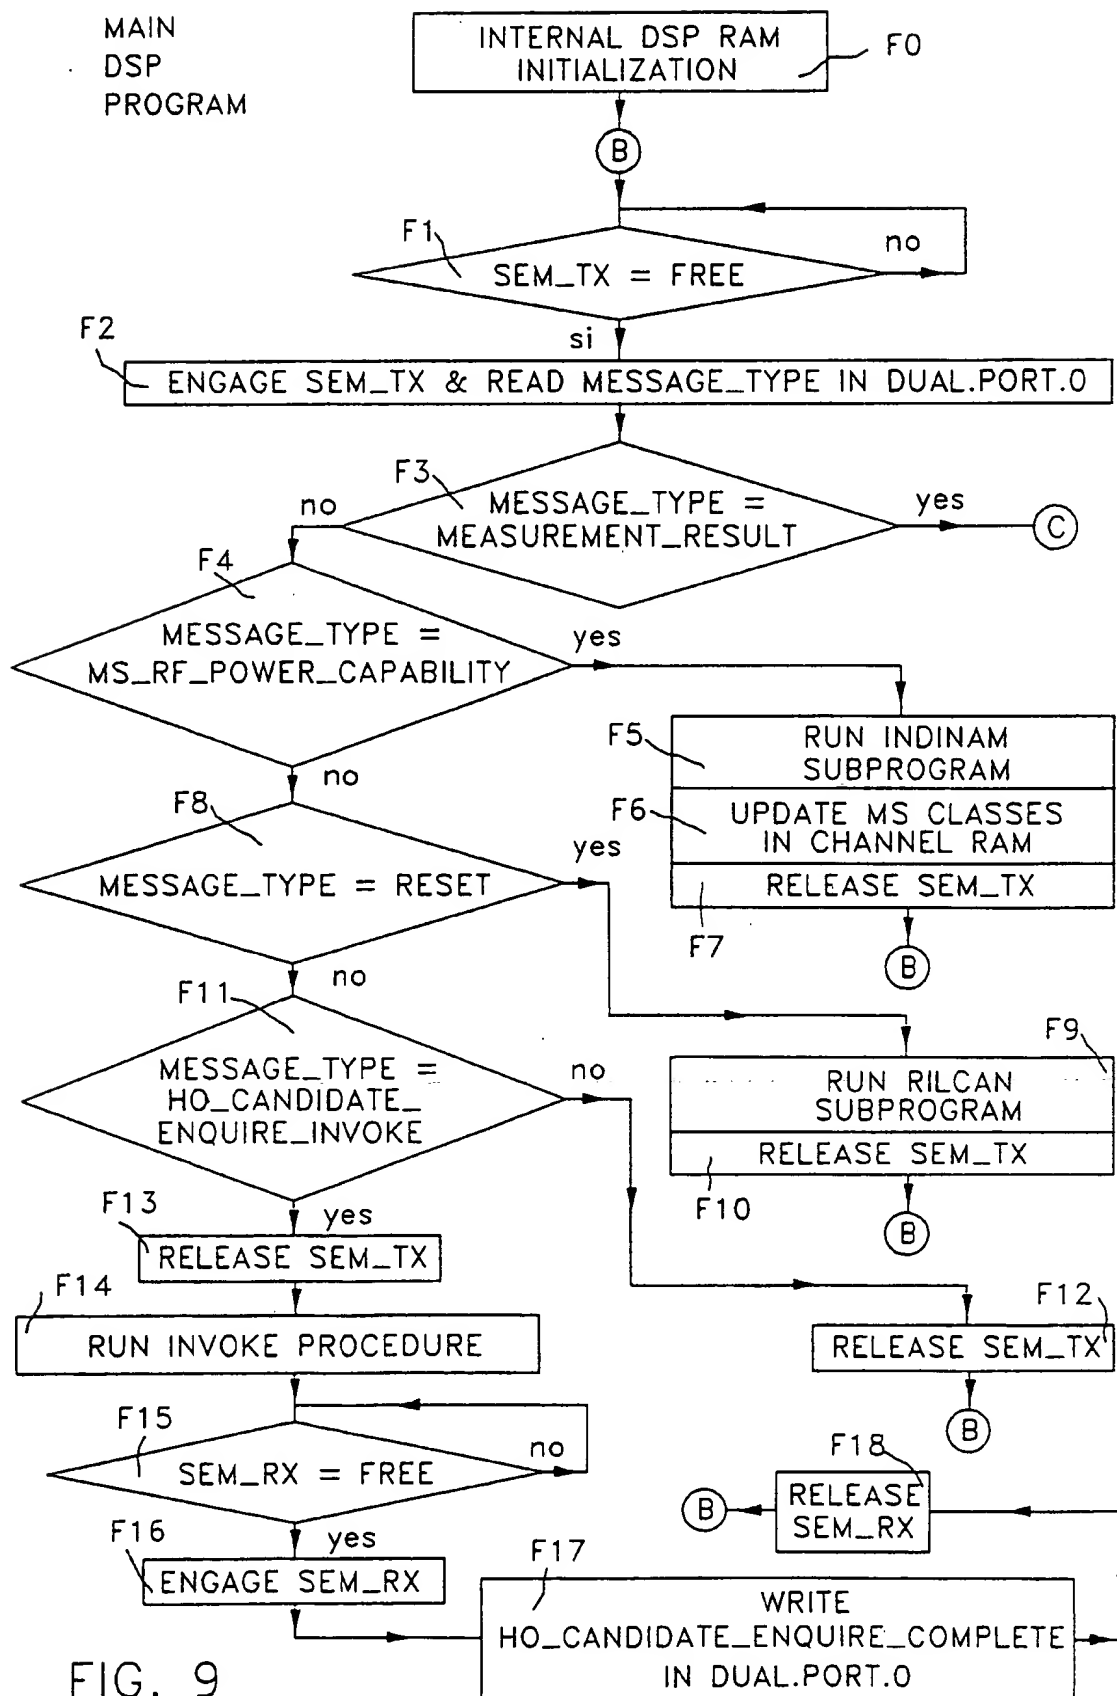 MAIN
DSP
PROGRAM
INTERNAL DSP RAM
INITIALIZATION
F0
B
F1
SEM_TX = FREE
no
si
F2
ENGAGE SEM_TX & READ MESSAGE_TYPE IN DUAL.PORT.0
F3
MESSAGE_TYPE =
MEASUREMENT_RESULT
no
yes
C
F4
MESSAGE_TYPE =
MS_RF_POWER_CAPABILITY
yes
no
F5
RUN INDINAM
SUBPROGRAM
F6
UPDATE MS CLASSES
IN CHANNEL RAM
RELEASE SEM_TX
F7
B
F8
MESSAGE_TYPE = RESET
yes
no
F9
RUN RILCAN
SUBPROGRAM
RELEASE SEM_TX
F10
B
F11
MESSAGE_TYPE =
HO_CANDIDATE_
ENQUIRE_INVOKE
no
yes
F12
RELEASE SEM_TX
B
F13
RELEASE SEM_TX
F14
RUN INVOKE PROCEDURE
F15
SEM_RX = FREE
no
yes
F16
ENGAGE SEM_RX
F17
WRITE
HO_CANDIDATE_ENQUIRE_COMPLETE
IN DUAL.PORT.0
F18
RELEASE
SEM_RX
B
FIG. 9